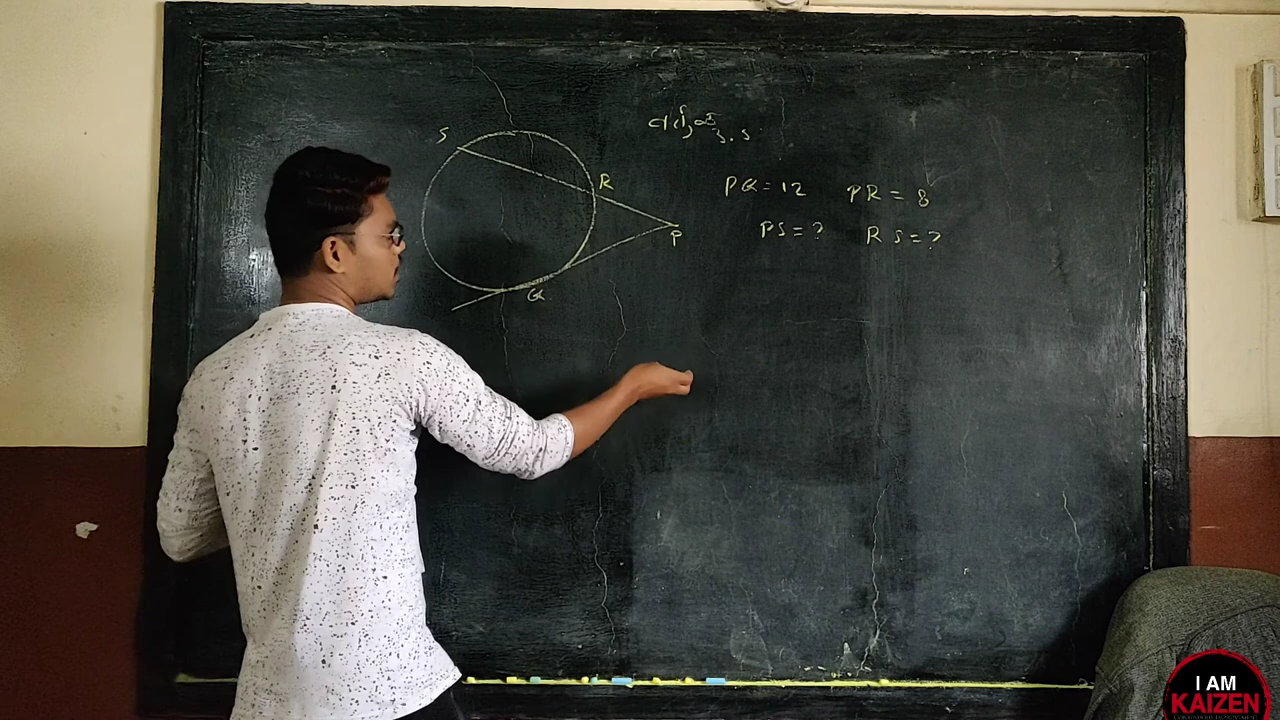 S
R
P
Q
PQ = 12 PR = 8
PS = ? RS = ?
I AM
KAIZEN